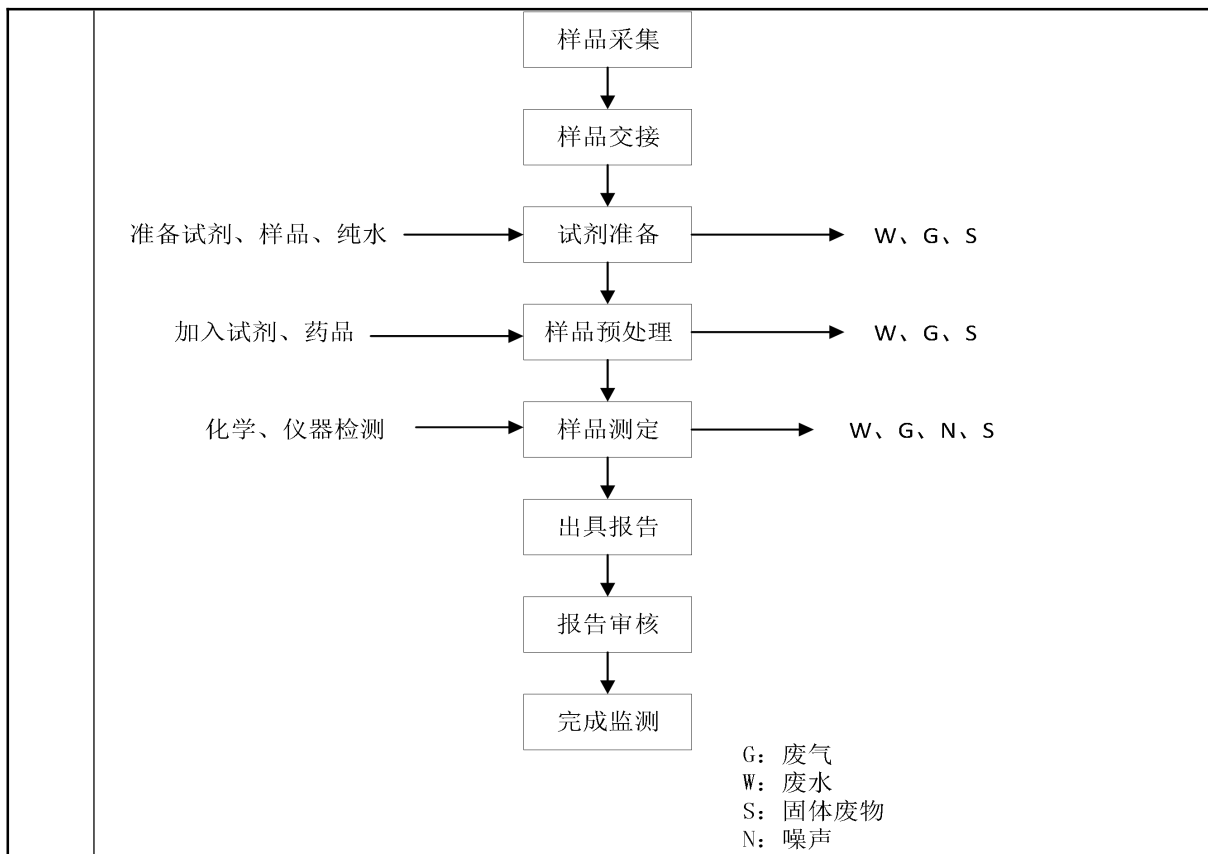 样品采集
样品交接
准备试剂、样品、纯水
试剂准备
W、G、S
加入试剂、药品
样品预处理
W、G、S
化学、仪器检测
样品测定
W、G、N、S
出具报告
报告审核
完成监测
G：废气
W：废水
S：固体废物
N：噪声